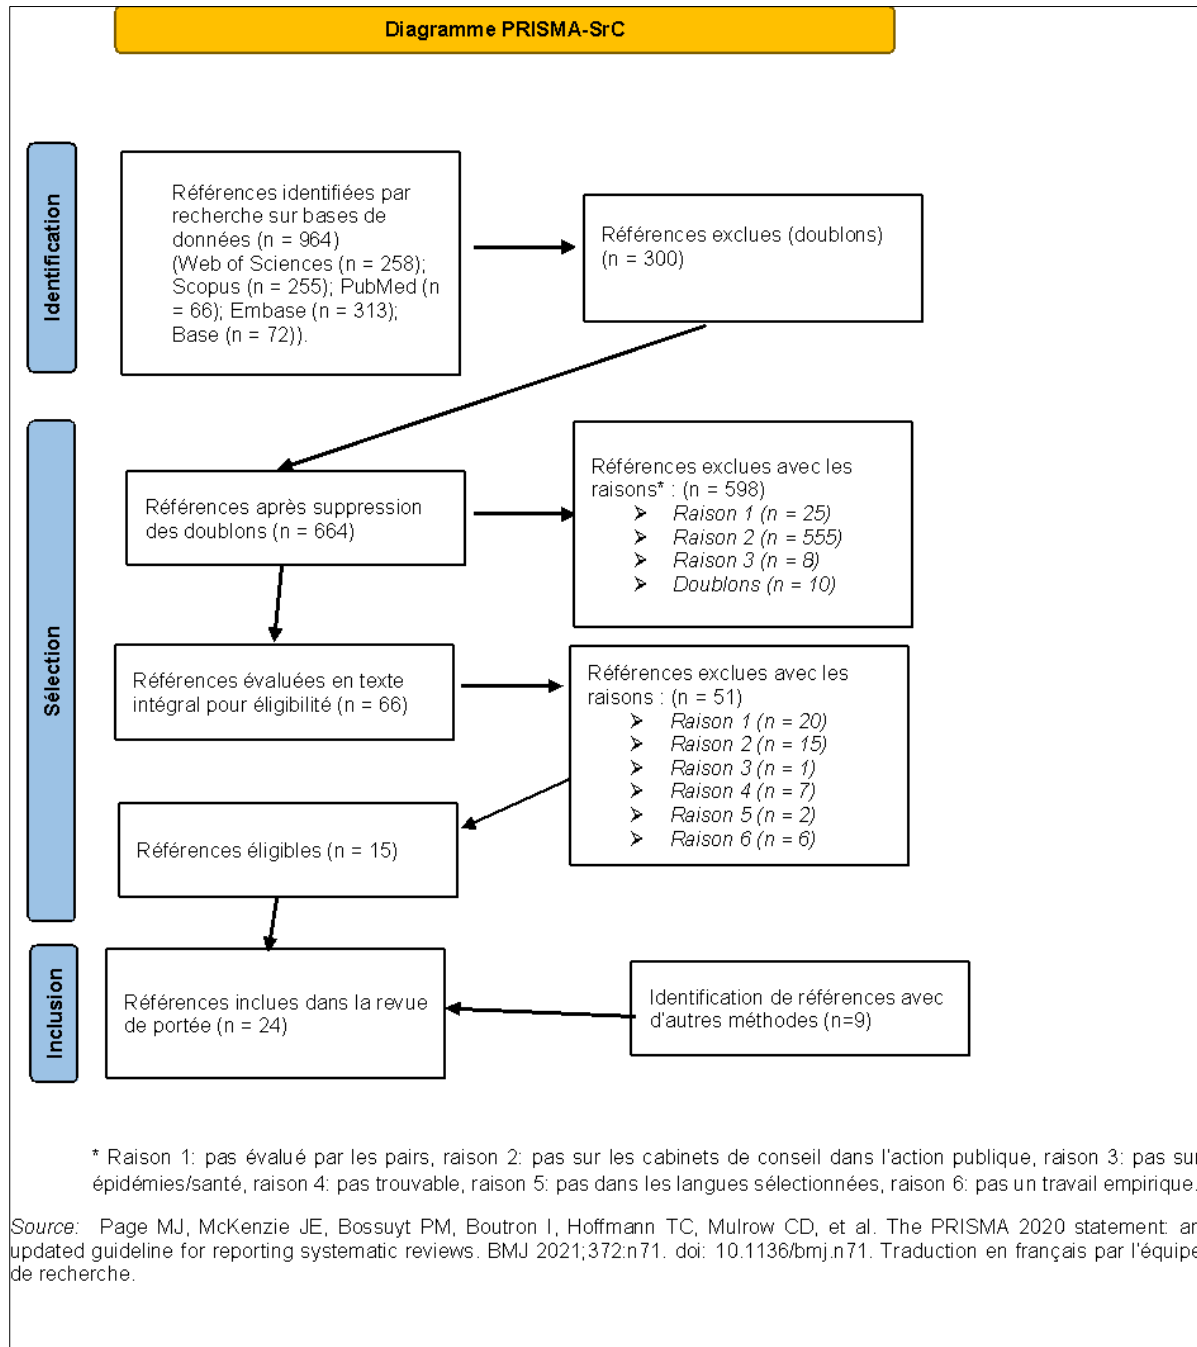 Diagramme PRISMA-SrC
Identification
Références identifiées par
recherche sur bases de
données (n = 964)
(Web of Sciences (n = 258);
Scopus (n = 255); PubMed (n
= 66); Embase (n = 313);
Base (n = 72)).
Références exclues (doublons)
(n = 300)
Sélection
Références après suppression
des doublons (n = 664)
Références exclues avec les
raisons* : (n = 598)
➢ Raison 1 (n = 25)
➢ Raison 2 (n = 555)
➢ Raison 3 (n = 8)
➢ Doublons (n = 10)
Références évaluées en texte
intégral pour éligibilité (n = 66)
Références exclues avec les
raisons : (n = 51)
➢ Raison 1 (n = 20)
➢ Raison 2 (n = 15)
➢ Raison 3 (n = 1)
➢ Raison 4 (n = 7)
➢ Raison 5 (n = 2)
➢ Raison 6 (n = 6)
Références éligibles (n = 15)
Inclusion
Références inclues dans la revue
de portée (n = 24)
Identification de références avec
d'autres méthodes (n=9)
* Raison 1: pas évalué par les pairs, raison 2: pas sur les cabinets de conseil dans l'action publique, raison 3: pas sur
épidémies/santé, raison 4: pas trouvable, raison 5: pas dans les langues sélectionnées, raison 6: pas un travail empirique.
Source: Page MJ, McKenzie JE, Bossuyt PM, Boutron I, Hoffmann TC, Mulrow CD, et al. The PRISMA 2020 statement: an
updated guideline for reporting systematic reviews. BMJ 2021;372:n71. doi: 10.1136/bmj.n71. Traduction en français par l'équipe
de recherche.